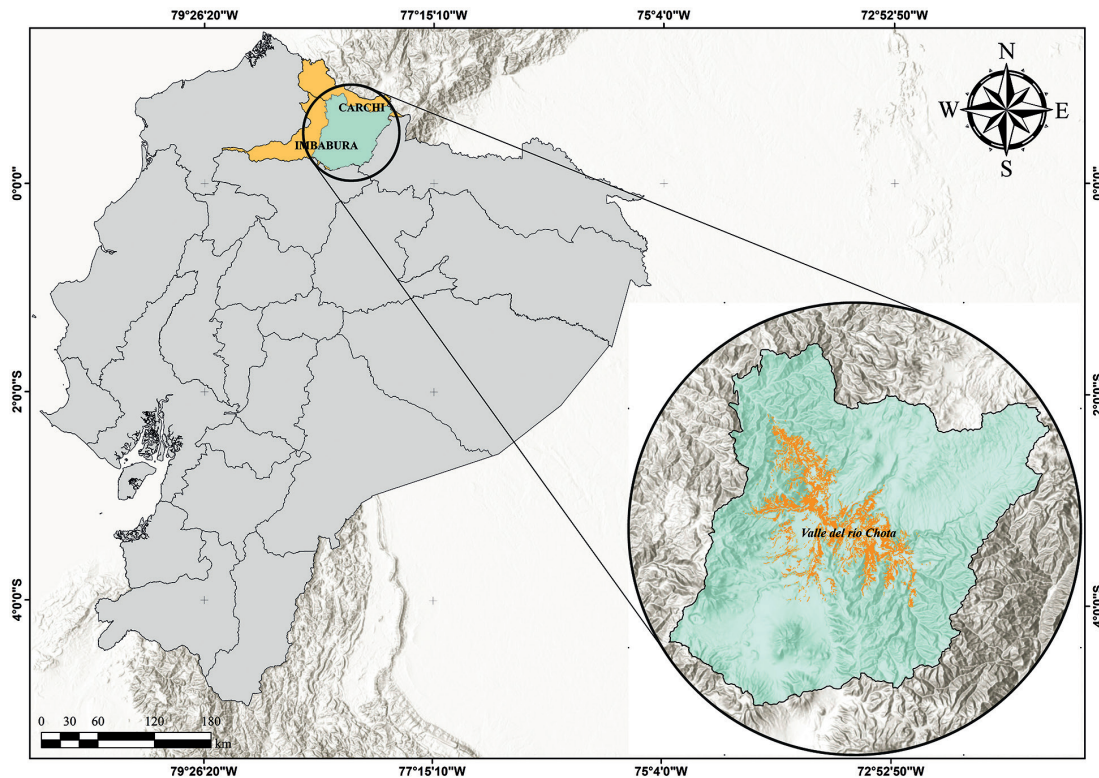 79°26'20"W 77°15'10"W 75°4'0"W 72°52'50"W
N
W E
S
CARCHI
IMBABURA
0°0'0" 0°0'0"
2°0'0"S 2°0'0"S
Valle del río Chota
4°0'0"S 4°0'0"S
0 30 60 120 180
km
79°26'20"W 77°15'10"W 75°4'0"W 72°52'50"W